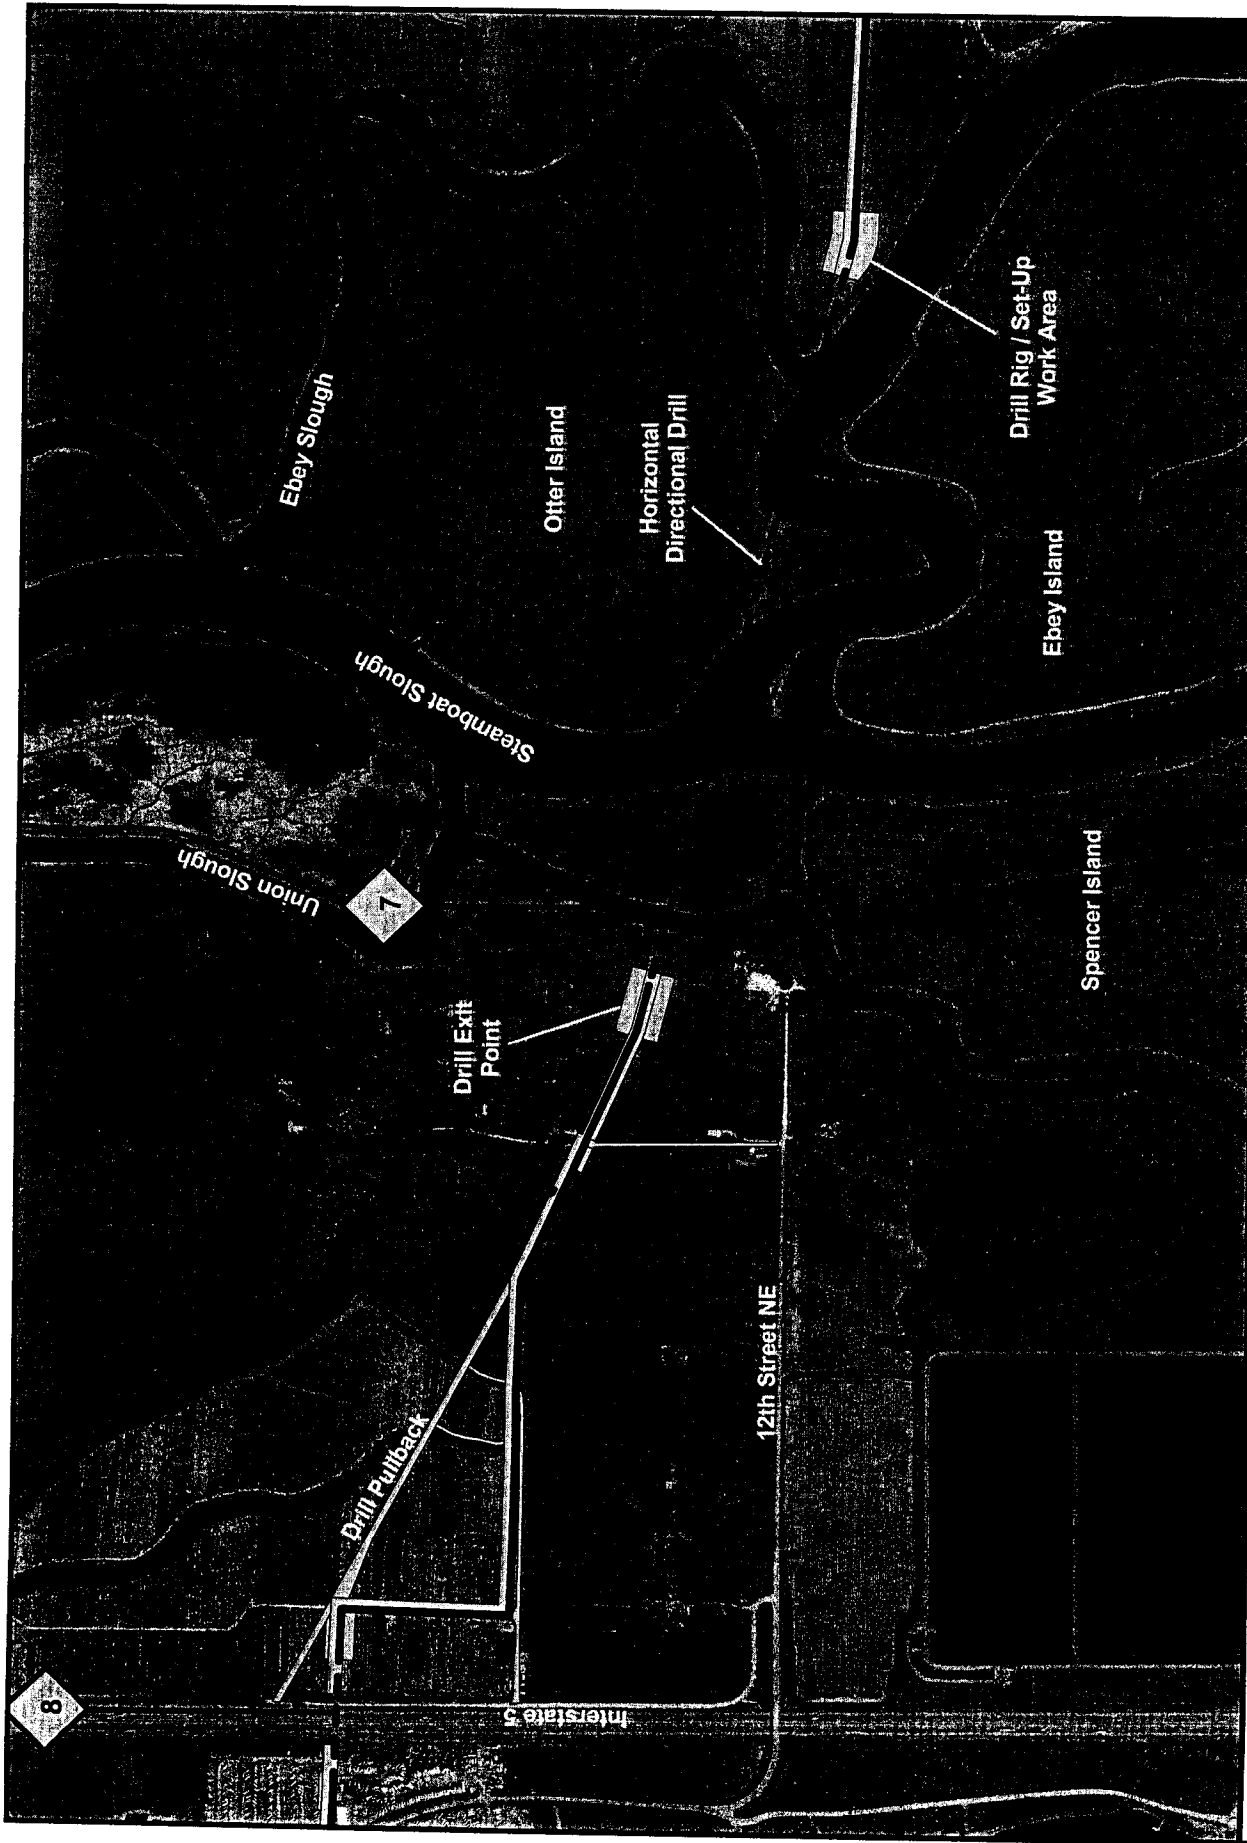 8
Interstate 5
Drill Pullback
12th Street NE
Drill Exit
Point
7
Union Slough
Steamboat Slough
Ebey Slough
Otter Island
Horizontal
Directional Drill
Spencer Island
Ebey Island
Drill Rig / Set-Up
Work Area